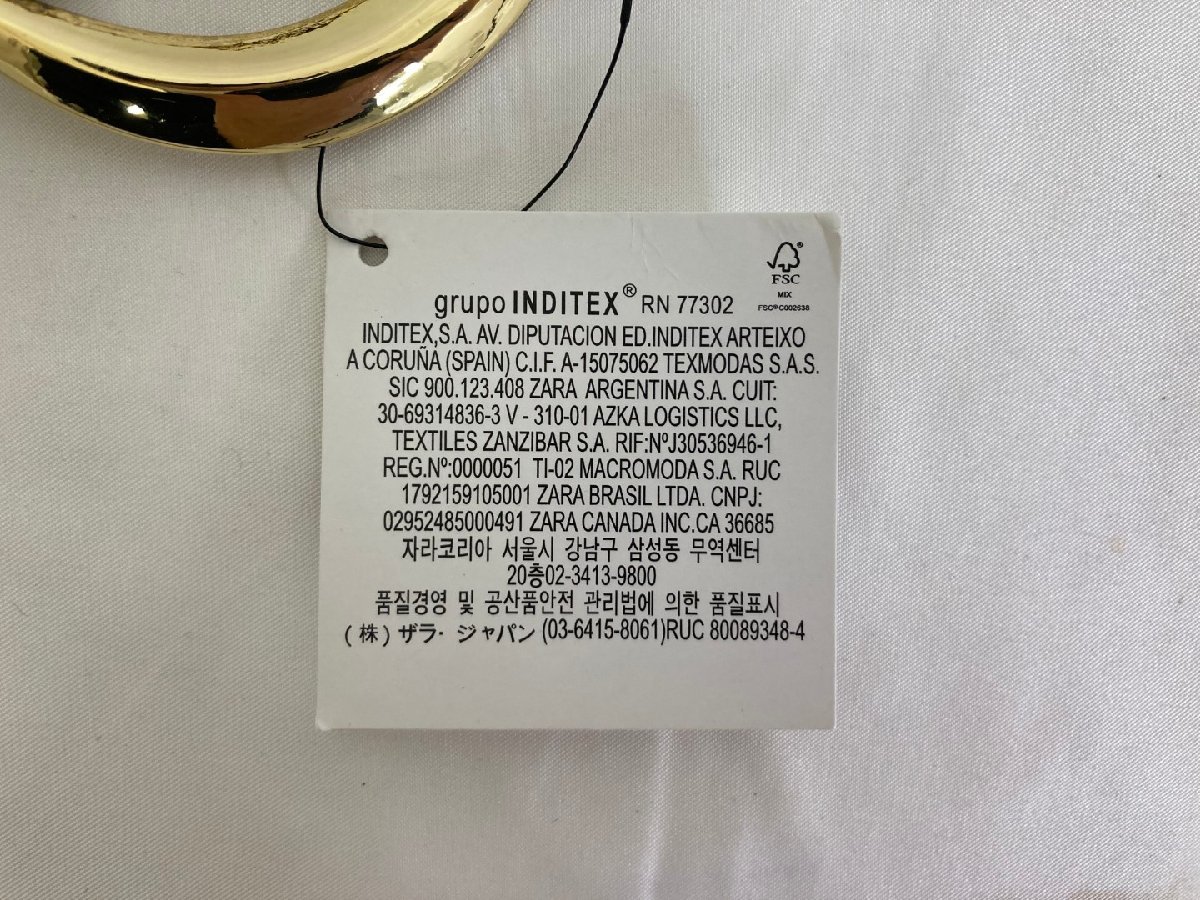 FSC®
MIX
FSC® C002638
grupo INDITEX® RN 77302
INDITEX,S.A. AV. DIPUTACION ED.INDITEX ARTEIXO
A CORUÑA (SPAIN) C.I.F. A-15075062 TEXMODAS S.A.S.
SIC 900.123.408 ZARA ARGENTINA S.A. CUIT:
30-69314836-3 V - 310-01 AZKA LOGISTICS LLC,
TEXTILES ZANZIBAR S.A. RIF:NºJ30536946-1
REG.Nº:0000051 TI-02 MACROMODA S.A. RUC
1792159105001 ZARA BRASIL LTDA. CNPJ:
02952485000491 ZARA CANADA INC.CA 36685
자라코리아 서울시 강남구 삼성동 무역센터
20층02-3413-9800
품질경영 및 공산품안전 관리법에 의한 품질표시
(株) ザラ・ジャパン (03-6415-8061)RUC 80089348-4